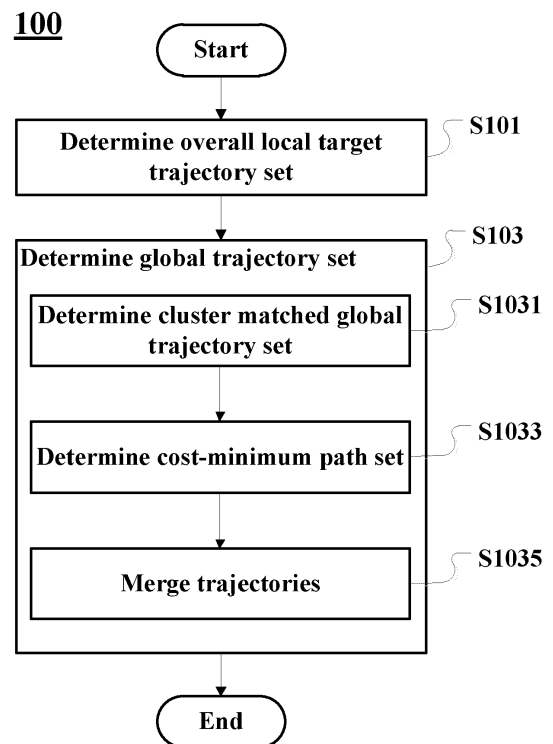 100
Start
Determine overall local target
trajectory set
S101
Determine global trajectory set
S103
Determine cluster matched global
trajectory set
S1031
Determine cost-minimum path set
S1033
Merge trajectories
S1035
End